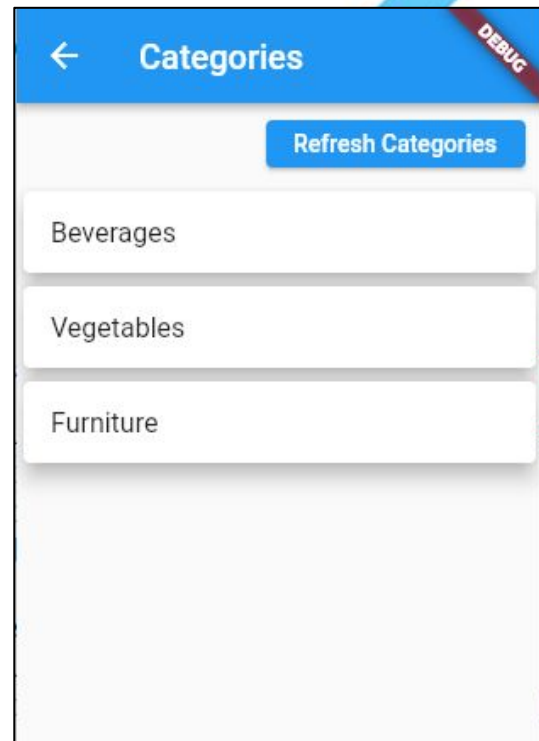 Categories
DEBUG
Refresh Categories
Beverages
Vegetables
Furniture